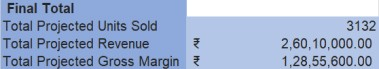 Final Total
Total Projected Units Sold 3132
Total Projected Revenue ₹ 2,60,10,000.00
Total Projected Gross Margin ₹ 1,28,55,600.00